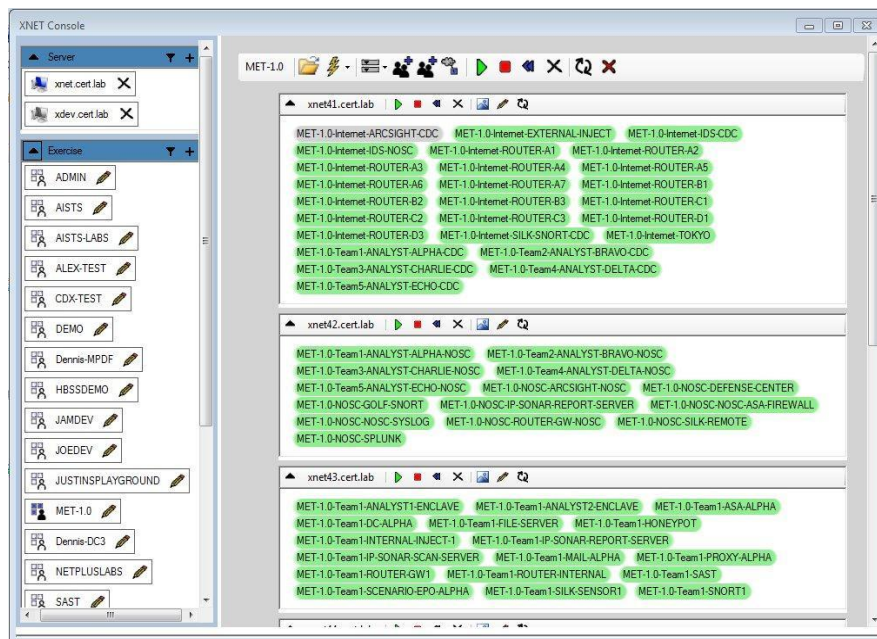 XNET Console
Server
xnet.cert.lab
xdev.cert.lab
Exercise
ADMIN
AISTS
AISTS-LABS
ALEX-TEST
CDX-TEST
DEMO
Dennis-MPDF
HBSSDEMO
JAMDEV
JOEDEV
JUSTINSPLAYGROUND
MET-1.0
Dennis-DC3
NETPLUSLABS
SAST
MET-1.0
xnet41.cert.lab
MET-1.0-Internet-ARCSIGHT-CDC MET-1.0-Internet-EXTERNAL-INJECT MET-1.0-Internet-IDS-CDC
MET-1.0-Internet-IDS-NOSC MET-1.0-Internet-ROUTER-A1 MET-1.0-Internet-ROUTER-A2
MET-1.0-Internet-ROUTER-A3 MET-1.0-Internet-ROUTER-A4 MET-1.0-Internet-ROUTER-A5
MET-1.0-Internet-ROUTER-A6 MET-1.0-Internet-ROUTER-A7 MET-1.0-Internet-ROUTER-B1
MET-1.0-Internet-ROUTER-B2 MET-1.0-Internet-ROUTER-B3 MET-1.0-Internet-ROUTER-C1
MET-1.0-Internet-ROUTER-C2 MET-1.0-Internet-ROUTER-C3 MET-1.0-Internet-ROUTER-D1
MET-1.0-Internet-ROUTER-D3 MET-1.0-Internet-SILK-SNORT-CDC MET-1.0-Internet-TOKYO
MET-1.0-Team1-ANALYST-ALPHA-CDC MET-1.0-Team2-ANALYST-BRAVO-CDC
MET-1.0-Team3-ANALYST-CHARLIE-CDC MET-1.0-Team4-ANALYST-DELTA-CDC
MET-1.0-Team5-ANALYST-ECHO-CDC
xnet42.cert.lab
MET-1.0-Team1-ANALYST-ALPHA-NOSC MET-1.0-Team2-ANALYST-BRAVO-NOSC
MET-1.0-Team3-ANALYST-CHARLIE-NOSC MET-1.0-Team4-ANALYST-DELTA-NOSC
MET-1.0-Team5-ANALYST-ECHO-NOSC MET-1.0-NOSC-ARCSIGHT-NOSC MET-1.0-NOSC-DEFENSE-CENTER
MET-1.0-NOSC-GOLF-SNORT MET-1.0-NOSC-IP-SONAR-REPORT-SERVER MET-1.0-NOSC-NOSC-ASA-FIREWALL
MET-1.0-NOSC-NOSC-SYSLOG MET-1.0-NOSC-ROUTER-GW-NOSC MET-1.0-NOSC-SILK-REMOTE
MET-1.0-NOSC-SPLUNK
xnet43.cert.lab
MET-1.0-Team1-ANALYST1-ENCLAVE MET-1.0-Team1-ANALYST2-ENCLAVE MET-1.0-Team1-ASA-ALPHA
MET-1.0-Team1-DC-ALPHA MET-1.0-Team1-FILE-SERVER MET-1.0-Team1-HONEYPOT
MET-1.0-Team1-INTERNAL-INJECT-1 MET-1.0-Team1-IP-SONAR-REPORT-SERVER
MET-1.0-Team1-IP-SONAR-SCAN-SERVER MET-1.0-Team1-MAIL-ALPHA MET-1.0-Team1-PROXY-ALPHA
MET-1.0-Team1-ROUTER-GW1 MET-1.0-Team1-ROUTER-INTERNAL MET-1.0-Team1-SAST
MET-1.0-Team1-SCENARIO-EPO-ALPHA MET-1.0-Team1-SILK-SENSOR1 MET-1.0-Team1-SNORT1